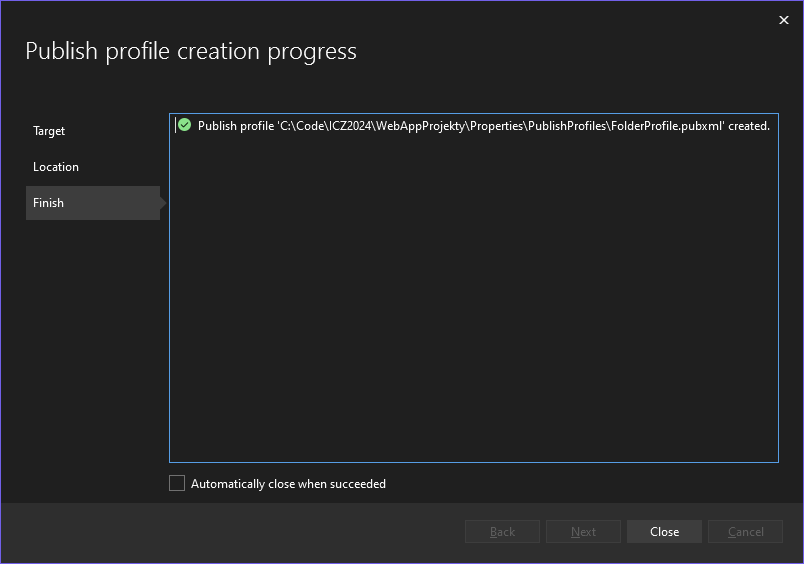 Publish profile creation progress
Target
Location
Finish
Publish profile 'C:\Code\ICZ2024\WebAppProjekty\Properties\PublishProfiles\FolderProfile.pubxml' created.
Automatically close when succeeded
Back
Next
Close
Cancel